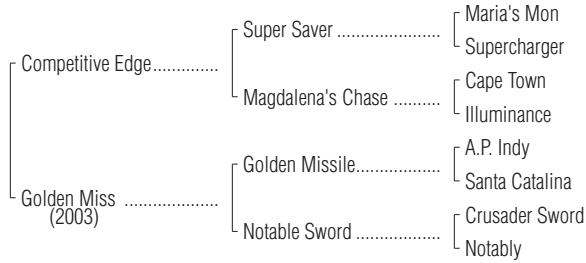 Maria's Mon
Super Saver ....................
Supercharger
Competitive Edge.............
Cape Town
Magdalena's Chase ..........
Illuminance
A.P. Indy
Golden Missile.................
Santa Catalina
Golden Miss ..................
(2003)
Crusader Sword
Notable Sword .................
Notably